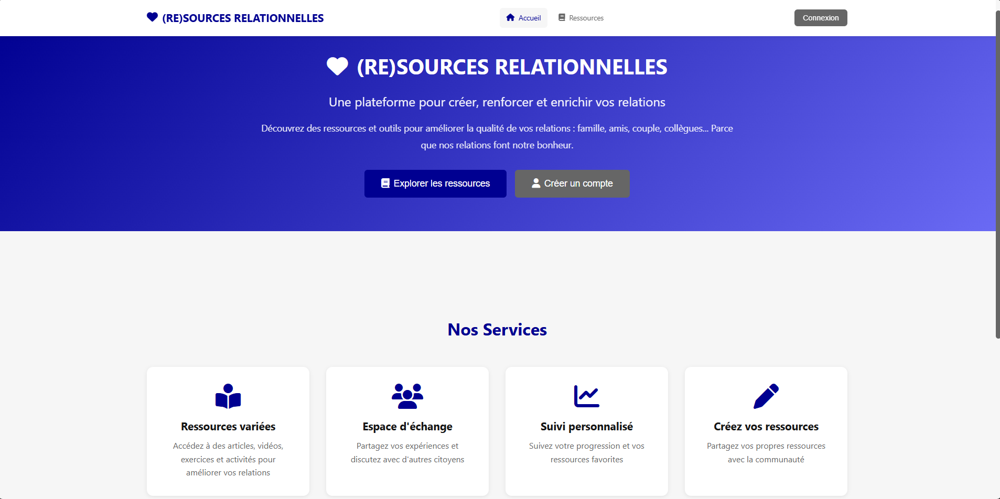 (RE)SOURCES RELATIONNELLES
Accueil
Ressources
Connexion
(RE)SOURCES RELATIONNELLES
Une plateforme pour créer, renforcer et enrichir vos relations
Découvrez des ressources et outils pour améliorer la qualité de vos relations : famille, amis, couple, collègues... Parce
que nos relations font notre bonheur.
Explorer les ressources
Créer un compte
Nos Services
Ressources variées
Accédez à des articles, vidéos,
exercices et activités pour
améliorer vos relations
Espace d'échange
Partagez vos expériences et
discutez avec d'autres citoyens
Suivi personnalisé
Suivez votre progression et vos
ressources favorites
Créez vos ressources
Partagez vos propres ressources
avec la communauté